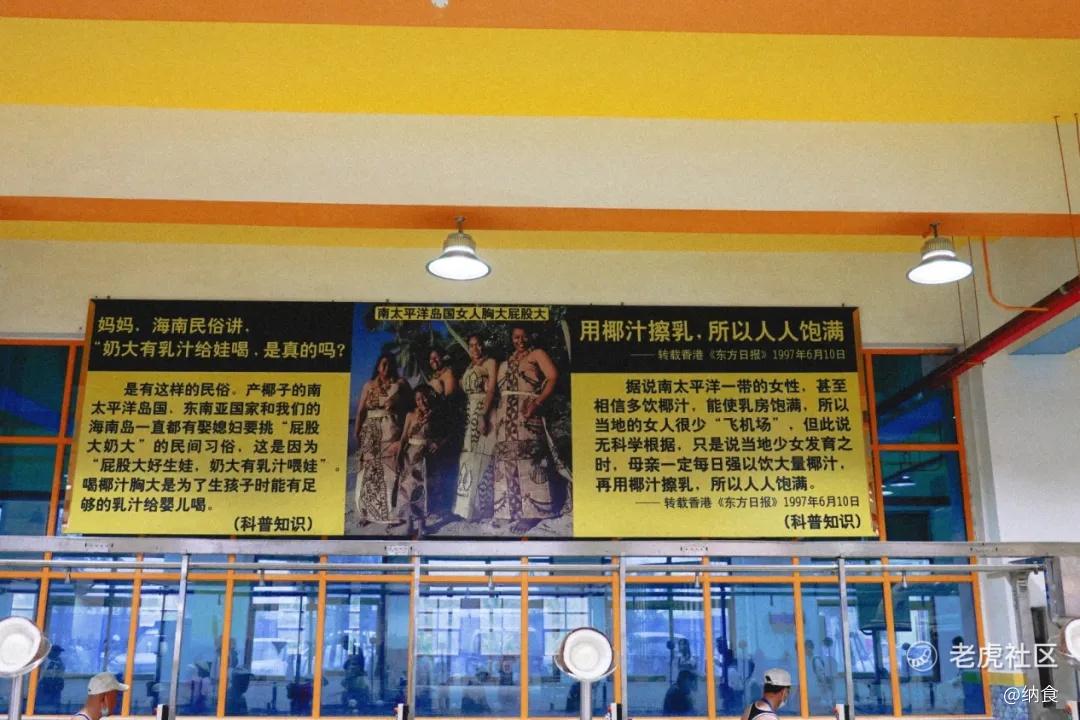 妈妈，海南民俗讲，
“奶大有乳汁给娃喝，是真的吗？
是有这样的民俗。产椰子的南
太平洋岛国、东南亚国家和我们的
海南岛一直都有娶媳妇要挑“屁股
大奶大”的民间习俗，这是因为
“屁股大好生娃，奶大有乳汁喂娃”。
喝椰汁胸大是为了生孩子时能有足
够的乳汁给婴儿喝。
（科普知识）
南太平洋岛国女人胸大屁股大
用椰汁擦乳，所以人人饱满
——转载香港《东方日报》1997年6月10日
据说南太平洋一带的女性，甚至
相信多饮椰汁，能使乳房饱满，所以
当地的女人很少“飞机场”，但此说
无科学根据，只是说当地少女发育之
时，母亲一定每日强以饮大量椰汁，
再用椰汁擦乳，所以人人饱满。
——转载香港《东方日报》1997年6月10日
（科普知识）
老虎社区
@纳食